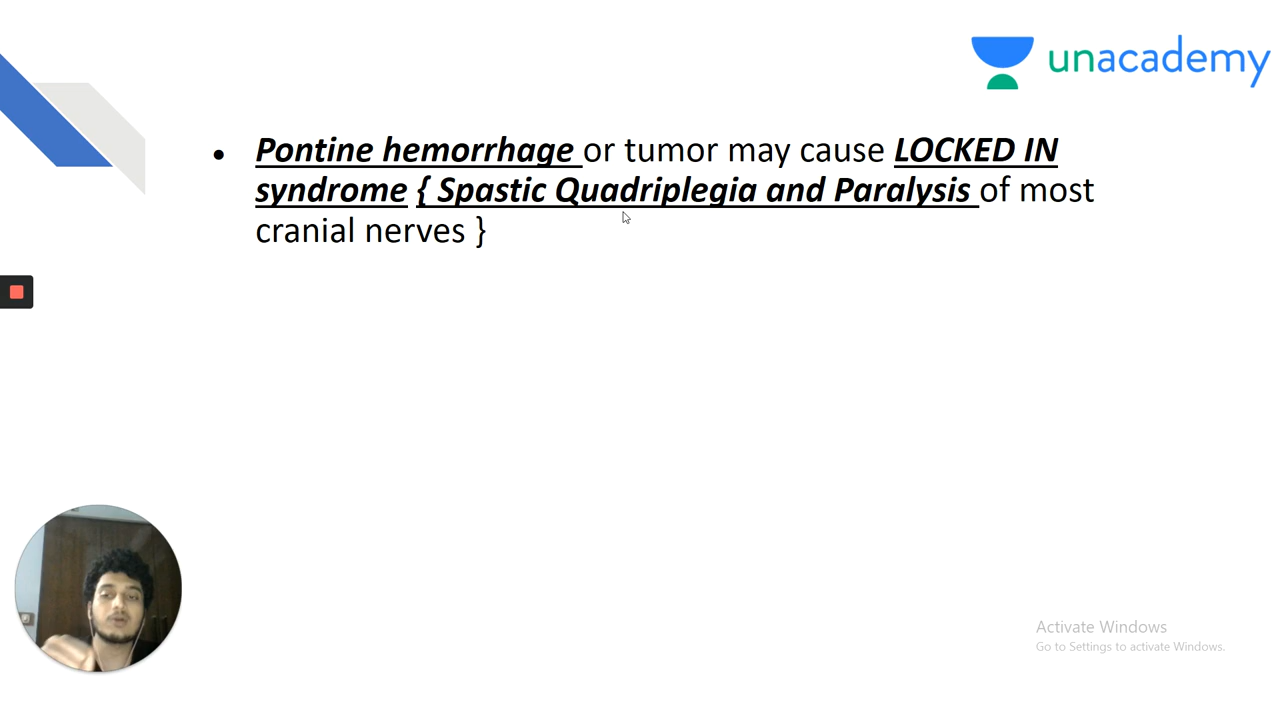 unacademy
• Pontine hemorrhage or tumor may cause LOCKED IN
syndrome { Spastic Quadriplegia and Paralysis of most
cranial nerves }
Activate Windows
Go to Settings to activate Windows.